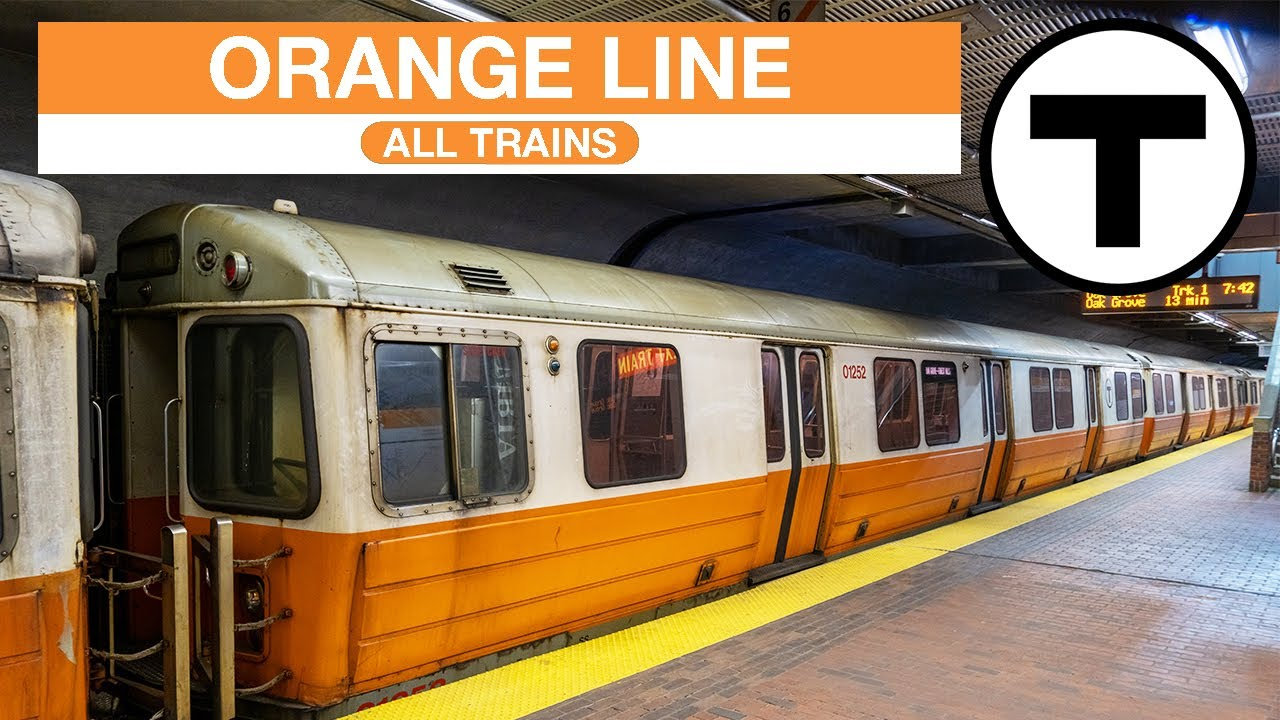 6
ORANGE LINE
ALL TRAINS
T
Trk 1 7:42
Oak Grove 13 min
01252
T